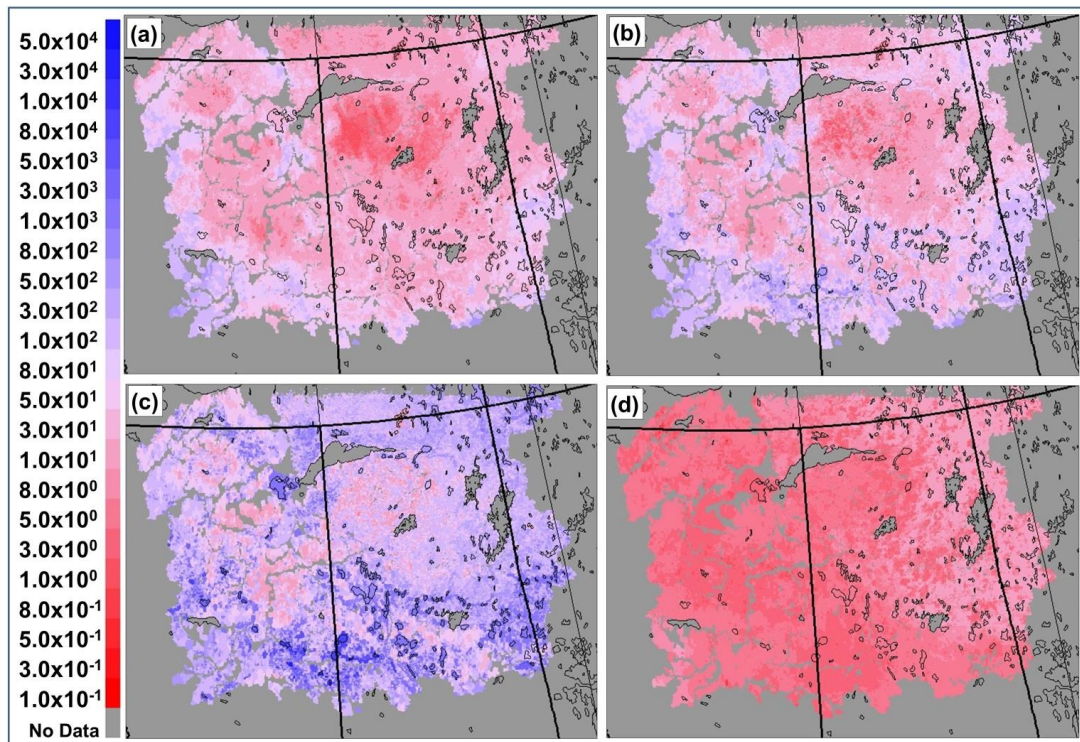 5.0x10⁴
3.0x10⁴
1.0x10⁴
8.0x10⁴
5.0x10³
3.0x10³
1.0x10³
8.0x10²
5.0x10²
3.0x10²
1.0x10²
8.0x10¹
5.0x10¹
3.0x10¹
1.0x10¹
8.0x10⁰
5.0x10⁰
3.0x10⁰
1.0x10⁰
8.0x10⁻¹
5.0x10⁻¹
3.0x10⁻¹
1.0x10⁻¹
No Data
(a)
(b)
(c)
(d)